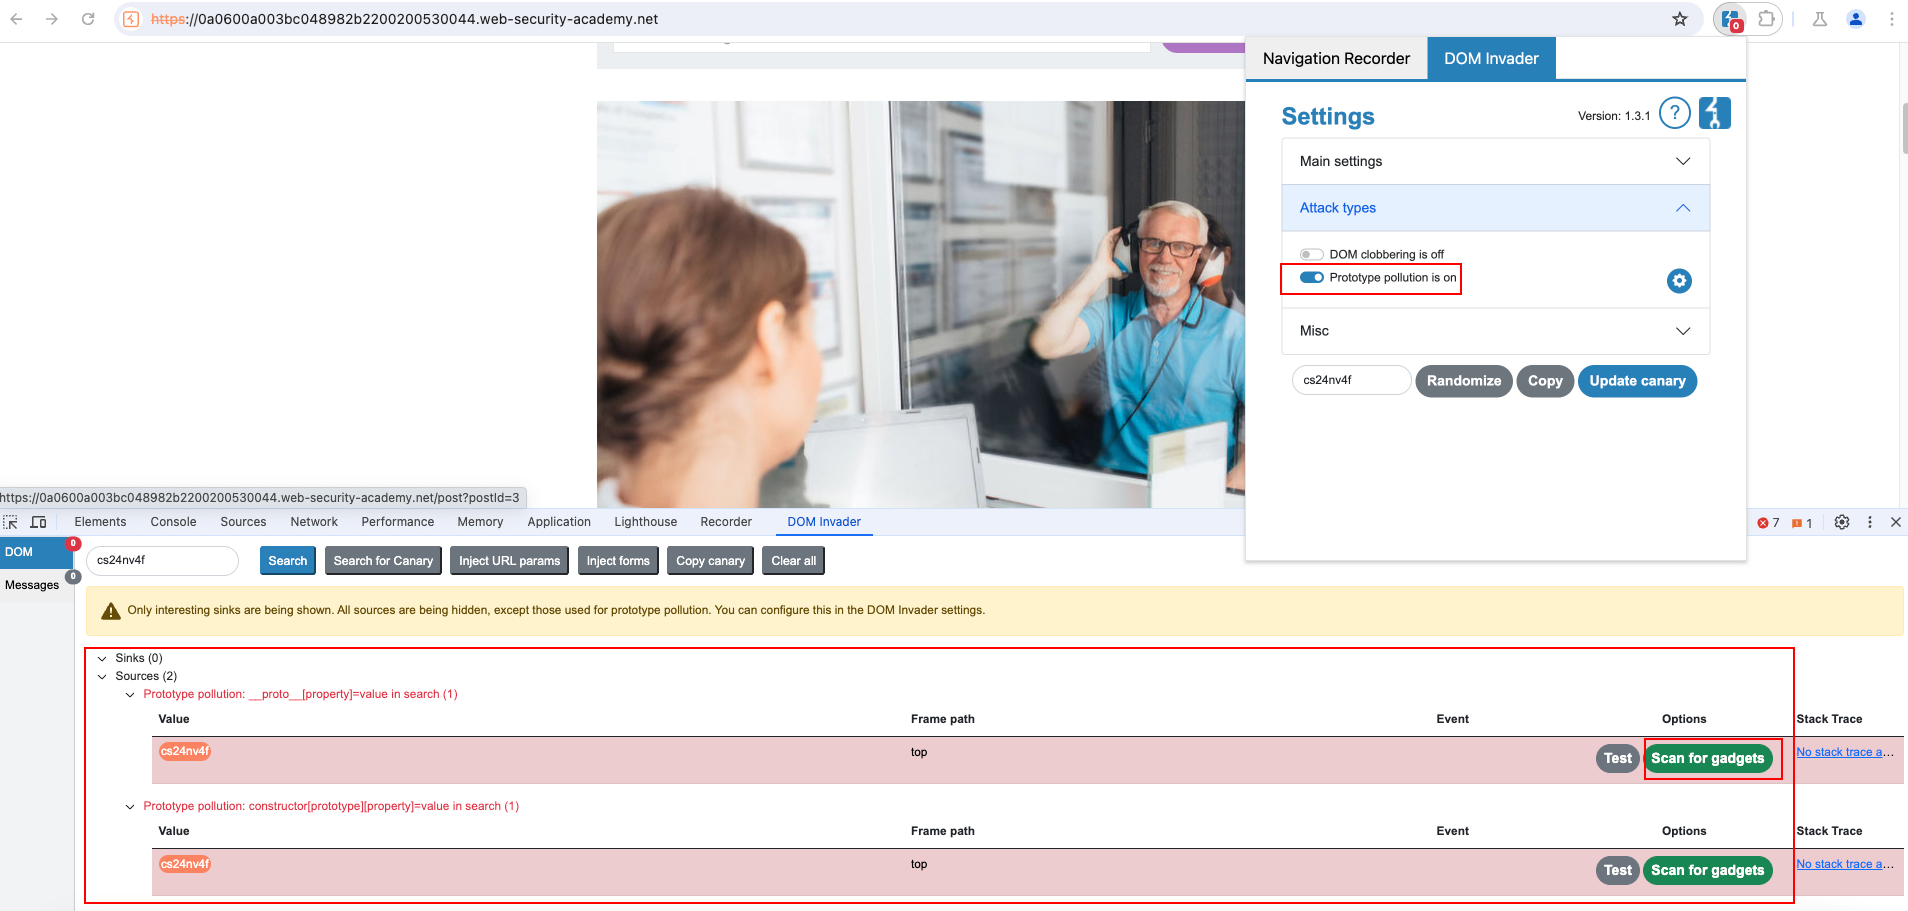 https://0a0600a003bc048982b2200200530044.web-security-academy.net
0
Navigation Recorder
DOM Invader
Settings
Version: 1.3.1
?
Main settings
Attack types
DOM clobbering is off
Prototype pollution is on
Misc
cs24nv4f
Randomize
Copy
Update canary
https://0a0600a003bc048982b2200200530044.web-security-academy.net/post?postId=3
Elements
Console
Sources
Network
Performance
Memory
Application
Lighthouse
Recorder
DOM Invader
7
1
DOM
0
Messages
0
cs24nv4f
Search
Search for Canary
Inject URL params
Inject forms
Copy canary
Clear all
Only interesting sinks are being shown. All sources are being hidden, except those used for prototype pollution. You can configure this in the DOM Invader settings.
Sinks (0)
Sources (2)
Prototype pollution: __proto__[property]=value in search (1)
Value Frame path Event Options Stack Trace
cs24nv4f top Test Scan for gadgets No stack trace a...
Prototype pollution: constructor[prototype][property]=value in search (1)
Value Frame path Event Options Stack Trace
cs24nv4f top Test Scan for gadgets No stack trace a...